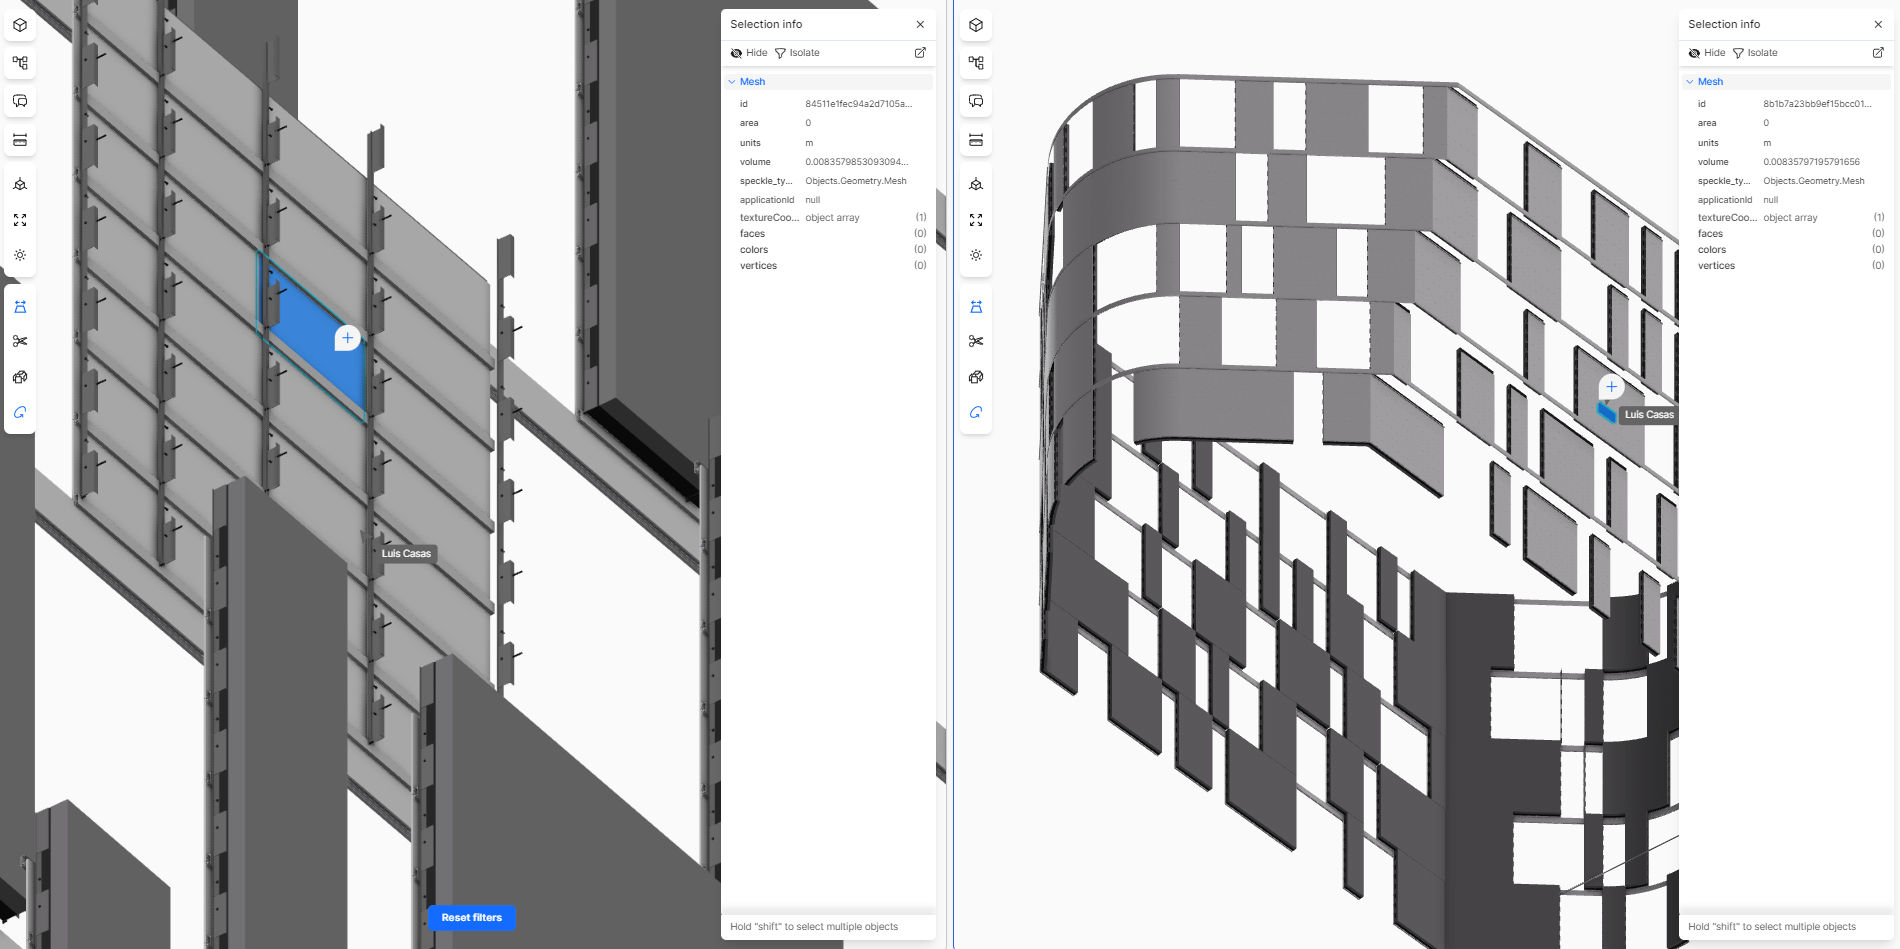 Selection info
Hide Isolate
Mesh
id 84511e1fec94a2d7105a...
area 0
units m
volume 0.0083579853093094...
speckle_ty... Objects.Geometry.Mesh
applicationId null
textureCoo... object array (1)
faces (0)
colors (0)
vertices (0)
Luis Casas
Reset filters
Hold "shift" to select multiple objects
Selection info
Hide Isolate
Mesh
id 8b1b7a23bb9ef15bcc01...
area 0
units m
volume 0.00835797195791656
speckle_ty... Objects.Geometry.Mesh
applicationId null
textureCoo... object array (1)
faces (0)
colors (0)
vertices (0)
Luis Casas
Hold "shift" to select multiple objects